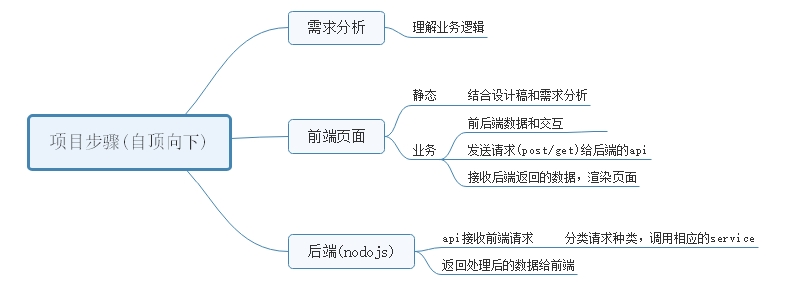 需求分析
理解业务逻辑
静态
结合设计稿和需求分析
前后端数据和交互
项目步骤(自顶向下)
前端页面
业务
发送请求(post/get)给后端的api
接收后端返回的数据，渲染页面
后端(nodojs)
api接收前端请求
分类请求种类，调用相应的service
返回处理后的数据给前端